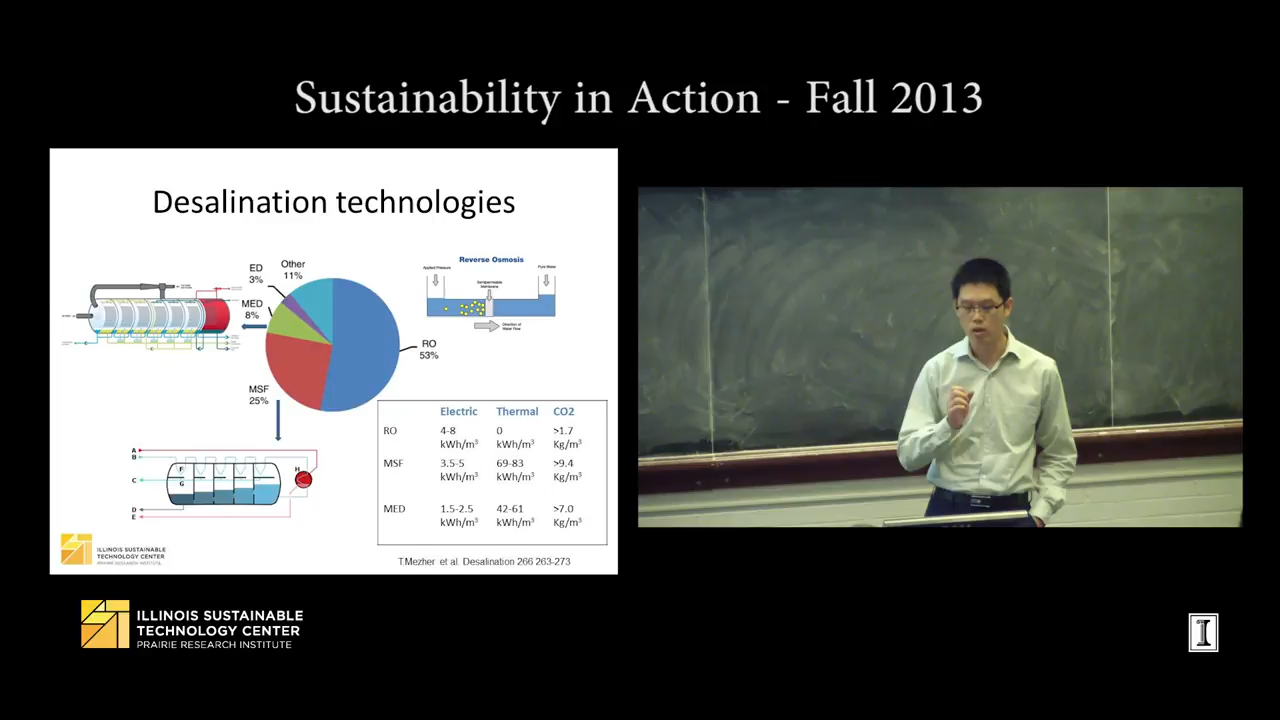 Sustainability in Action - Fall 2013
Desalination technologies
Other
11%
ED
3%
MED
8%
MSF
25%
RO
53%
Reverse Osmosis
Applied Pressure
Pure Water
Semipermeable
Membrane
Direction of
Water Flow
Electric Thermal CO2
RO 4-8 0 >1.7
kWh/m³ kWh/m³ Kg/m³
MSF 3.5-5 69-83 >9.4
kWh/m³ kWh/m³ Kg/m³
MED 1.5-2.5 42-61 >7.0
kWh/m³ kWh/m³ Kg/m³
A
B
C
D
E
F
G
H
T.Mezher et al. Desalination 266 263-273
ILLINOIS SUSTAINABLE
TECHNOLOGY CENTER
PRAIRIE RESEARCH INSTITUTE
ILLINOIS SUSTAINABLE
TECHNOLOGY CENTER
PRAIRIE RESEARCH INSTITUTE
I